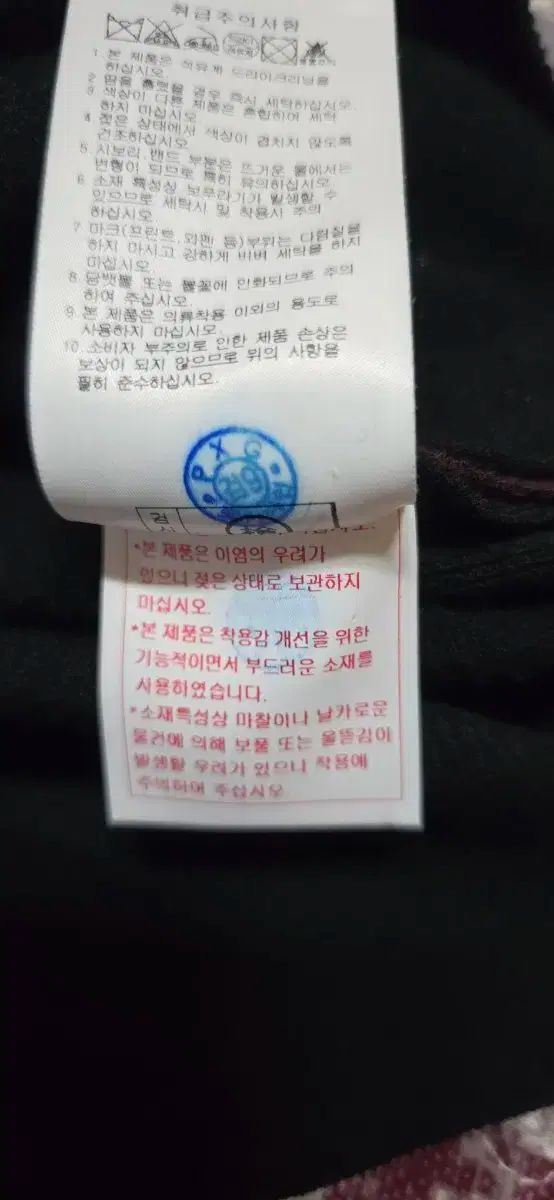 취급주의사항
1. 본 제품은 석유계 드라이크리닝을
하십시오.
2 땀을 흘렸을 경우 즉시 세탁하십시오.
3 색상이 다른 제품은 혼합하여 세탁
하지 마십시오
4 젖은 상태에서 색상이 겹치지 않도록
건조하십시오.
5 시보리.밴드 부분은 뜨거운 물에서는
변형이 되므로 특히 유의하십시오.
6. 소재 특성상 보푸라기가 발생할 수
있으므로 세탁시 및 착용시 주의
하십시오
7 마크(프린트.외펜 등)부위는 다림질을
하지 마시고 강하게 비벼 세탁을 하지
마십시오.
8 담뱃불 또는 불꽃에 인화되므로 주의
하여 주십시오.
9. 본 제품은 의류착용 이외의 용도로
사용하지 마십시오.
10. 소비자 부주의로 인한 제품 손상은
보상이 되지 않으므로 위의 사항을
필히 준수하십시오.
PXG
검
*본 제품은 이염의 우려가
있으니 젖은 상태로 보관하지
마십시오.
*본 제품은 착용감 개선을 위한
기능적이면서 부드러운 소재를
사용하였습니다.
*소재특성상 마찰이나 날카로운
물건에 의해 보풀 또는 올뜯김이
발생할 우려가 있으니 착용에
주의하여 주십시오